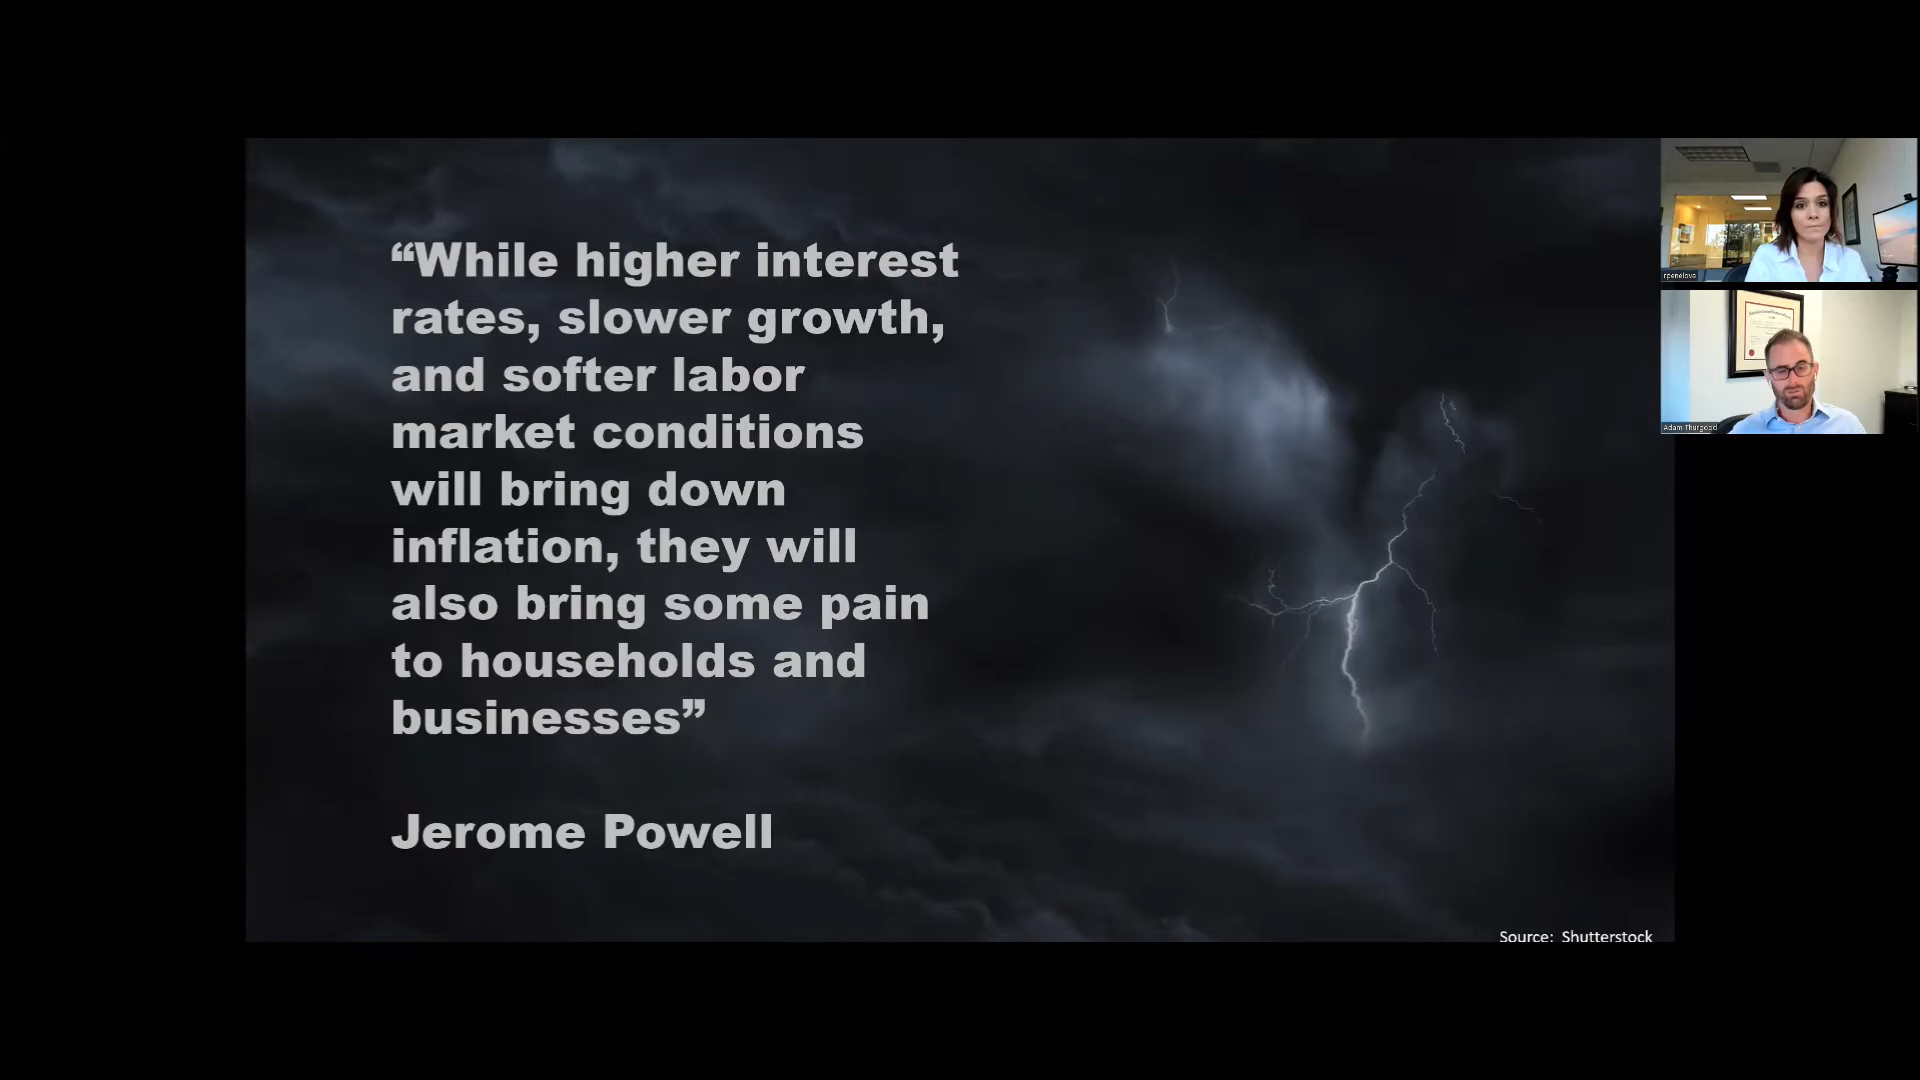 “While higher interest
rates, slower growth,
and softer labor
market conditions
will bring down
inflation, they will
also bring some pain
to households and
businesses”
Jerome Powell
Source: Shutterstock
rpenelova
Adam Thurgood